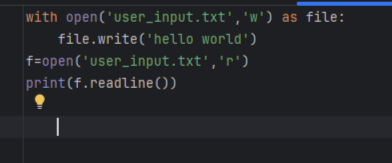 with open('user_input.txt','w') as file:
    file.write('hello world')
f=open('user_input.txt','r')
print(f.readline())